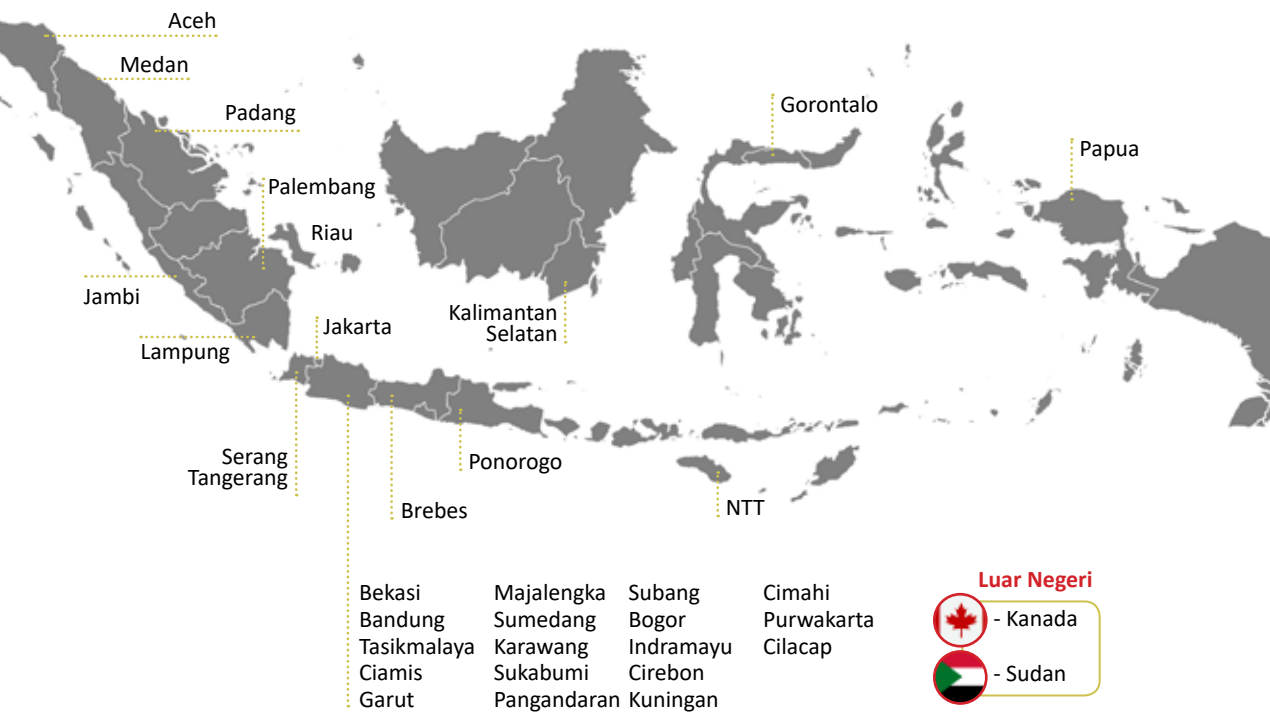 Aceh
Medan
Padang
Palembang
Riau
Jambi
Lampung
Jakarta
Kalimantan
Selatan
Gorontalo
Papua
Serang
Tangerang
Ponorogo
Brebes
NTT
Bekasi
Bandung
Tasikmalaya
Ciamis
Garut
Majalengka
Sumedang
Karawang
Sukabumi
Pangandaran
Subang
Bogor
Indramayu
Cirebon
Kuningan
Cimahi
Purwakarta
Cilacap
Luar Negeri
- Kanada
- Sudan